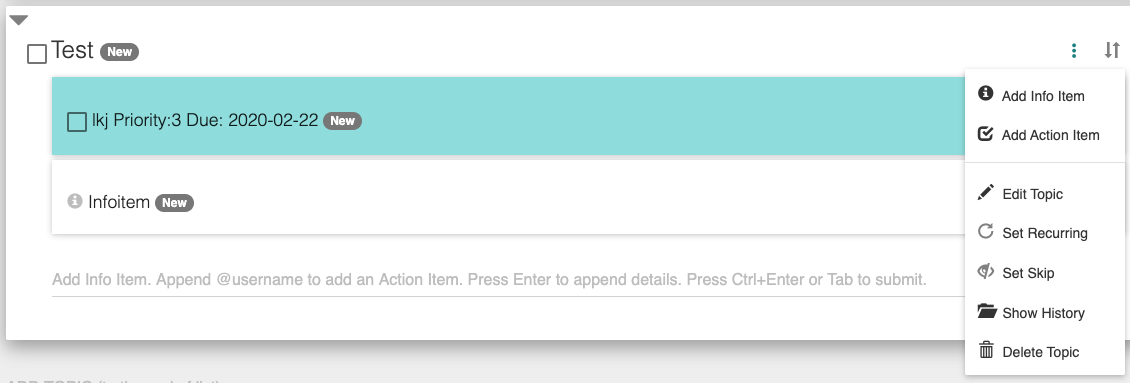 Test New
lkj Priority:3 Due: 2020-02-22 New
Infoitem New
Add Info Item. Append @username to add an Action Item. Press Enter to append details. Press Ctrl+Enter or Tab to submit.
Add Info Item
Add Action Item
Edit Topic
Set Recurring
Set Skip
Show History
Delete Topic